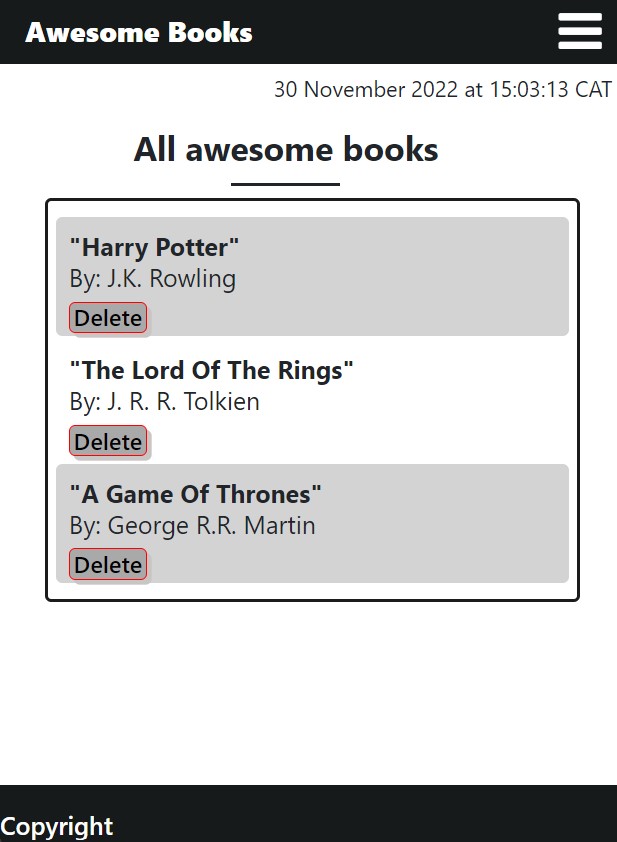 Awesome Books
30 November 2022 at 15:03:13 CAT
All awesome books
"Harry Potter"
By: J.K. Rowling
Delete
"The Lord Of The Rings"
By: J. R. R. Tolkien
Delete
"A Game Of Thrones"
By: George R.R. Martin
Delete
Copyright